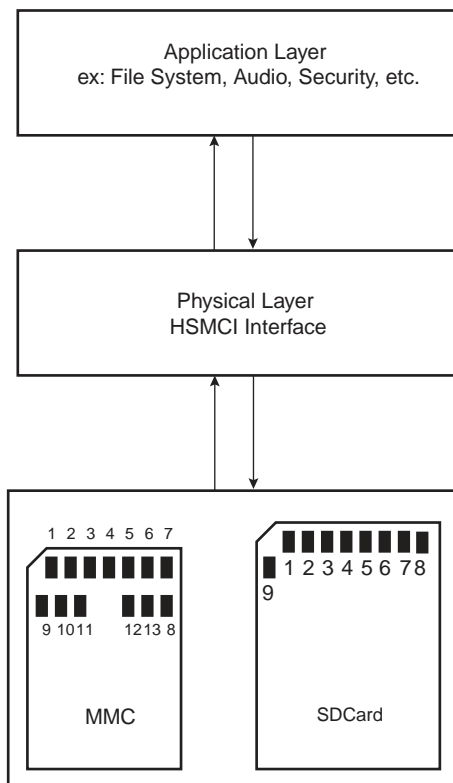 Application Layer
ex: File System, Audio, Security, etc.
Physical Layer
HSMCI Interface
1 2 3 4 5 6 7
9 10 11 12 13 8
MMC
1 2 3 4 5 6 7 8
9
SDCard